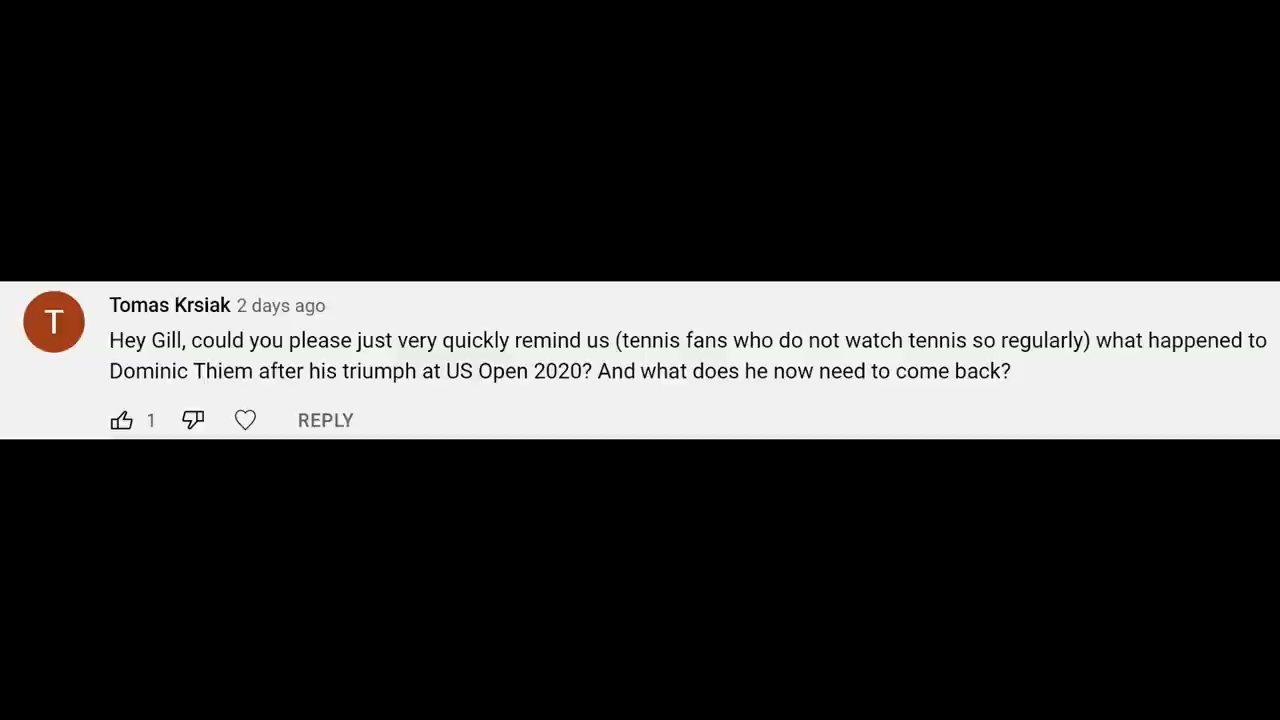 T
Tomas Krsiak 2 days ago
Hey Gill, could you please just very quickly remind us (tennis fans who do not watch tennis so regularly) what happened to
Dominic Thiem after his triumph at US Open 2020? And what does he now need to come back?
1 REPLY